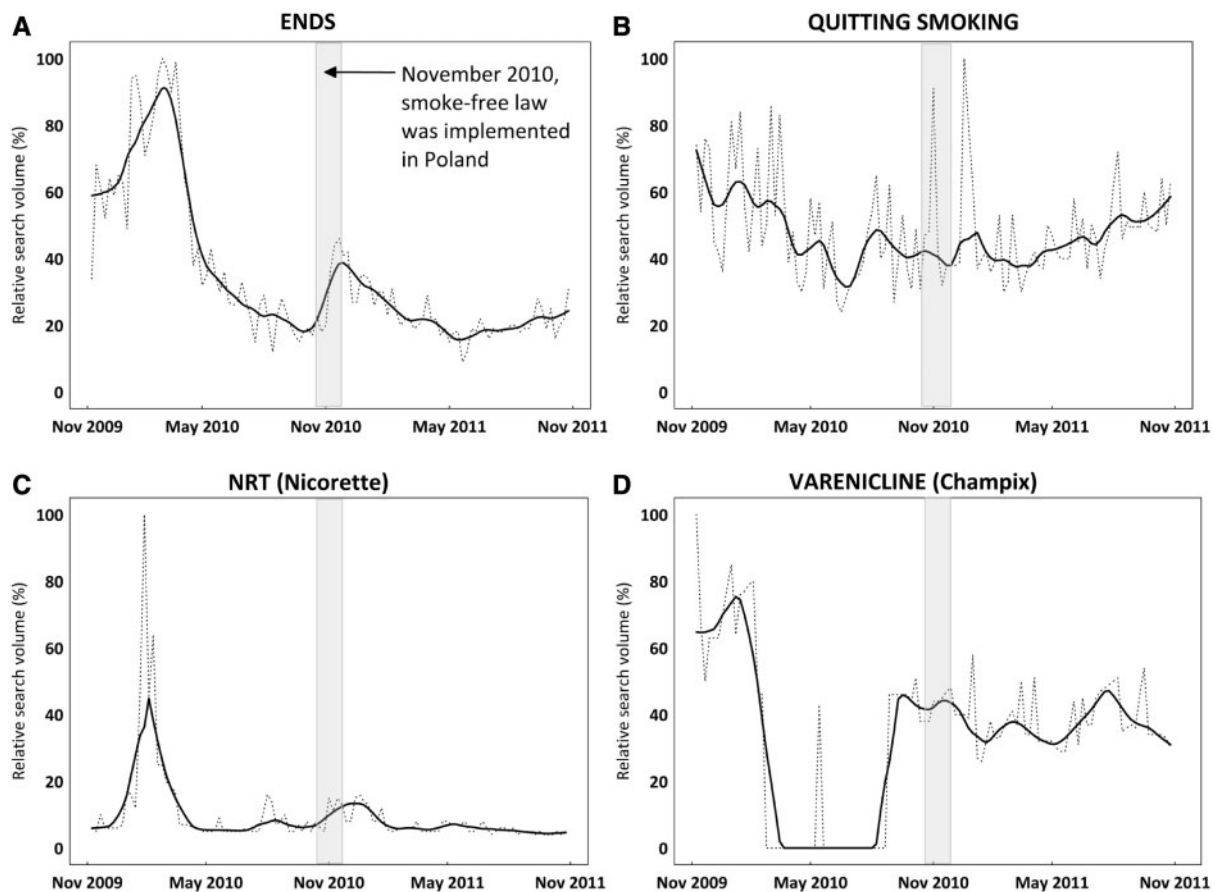 A
ENDS
Relative search volume (%)
100
80
60
40
20
0
November 2010,
smoke-free law
was implemented
in Poland
Nov 2009 May 2010 Nov 2010 May 2011 Nov 2011
B
QUITTING SMOKING
Relative search volume (%)
100
80
60
40
20
0
Nov 2009 May 2010 Nov 2010 May 2011 Nov 2011
C
NRT (Nicorette)
Relative search volume (%)
100
80
60
40
20
0
Nov 2009 May 2010 Nov 2010 May 2011 Nov 2011
D
VARENICLINE (Champix)
Relative search volume (%)
100
80
60
40
20
0
Nov 2009 May 2010 Nov 2010 May 2011 Nov 2011